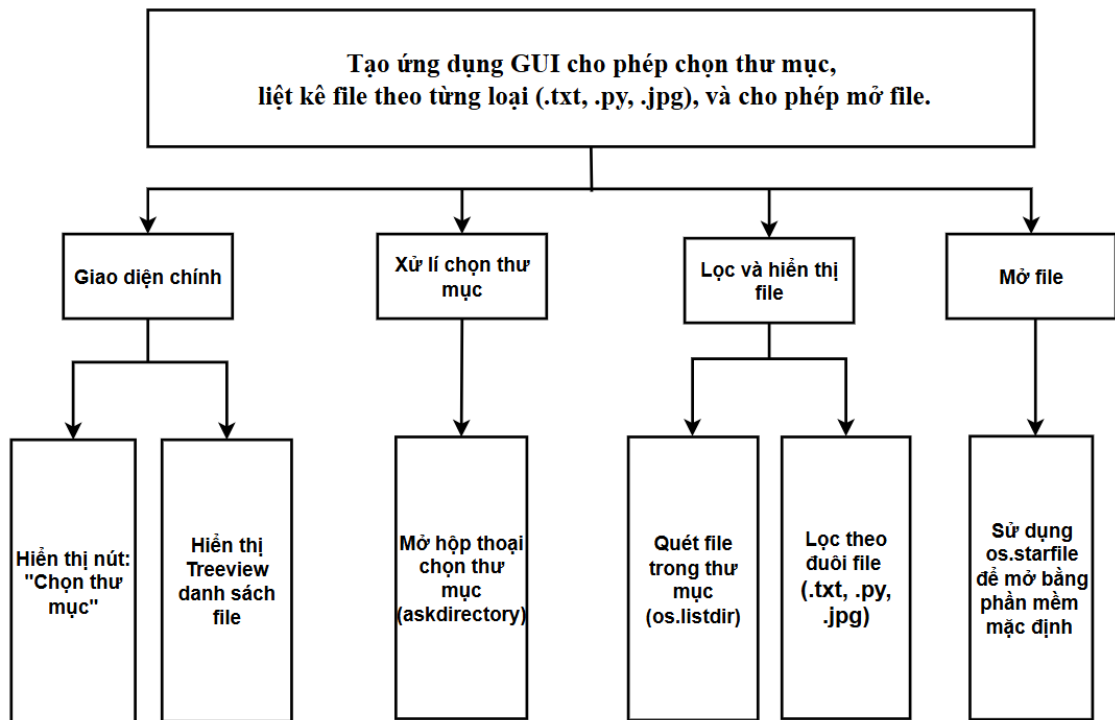 Tạo ứng dụng GUI cho phép chọn thư mục,
liệt kê file theo từng loại (.txt, .py, .jpg), và cho phép mở file.
Giao diện chính
Xử lí chọn thư
mục
Lọc và hiển thị
file
Mở file
Hiển thị nút:
"Chọn thư
mục"
Hiển thị
Treeview
danh sách
file
Mở hộp thoại
chọn thư
mục
(askdirectory)
Quét file
trong thư
mục
(os.listdir)
Lọc theo
đuôi file
(.txt, .py,
.jpg)
Sử dụng
os.starfile
để mở bằng
phần mềm
mặc định